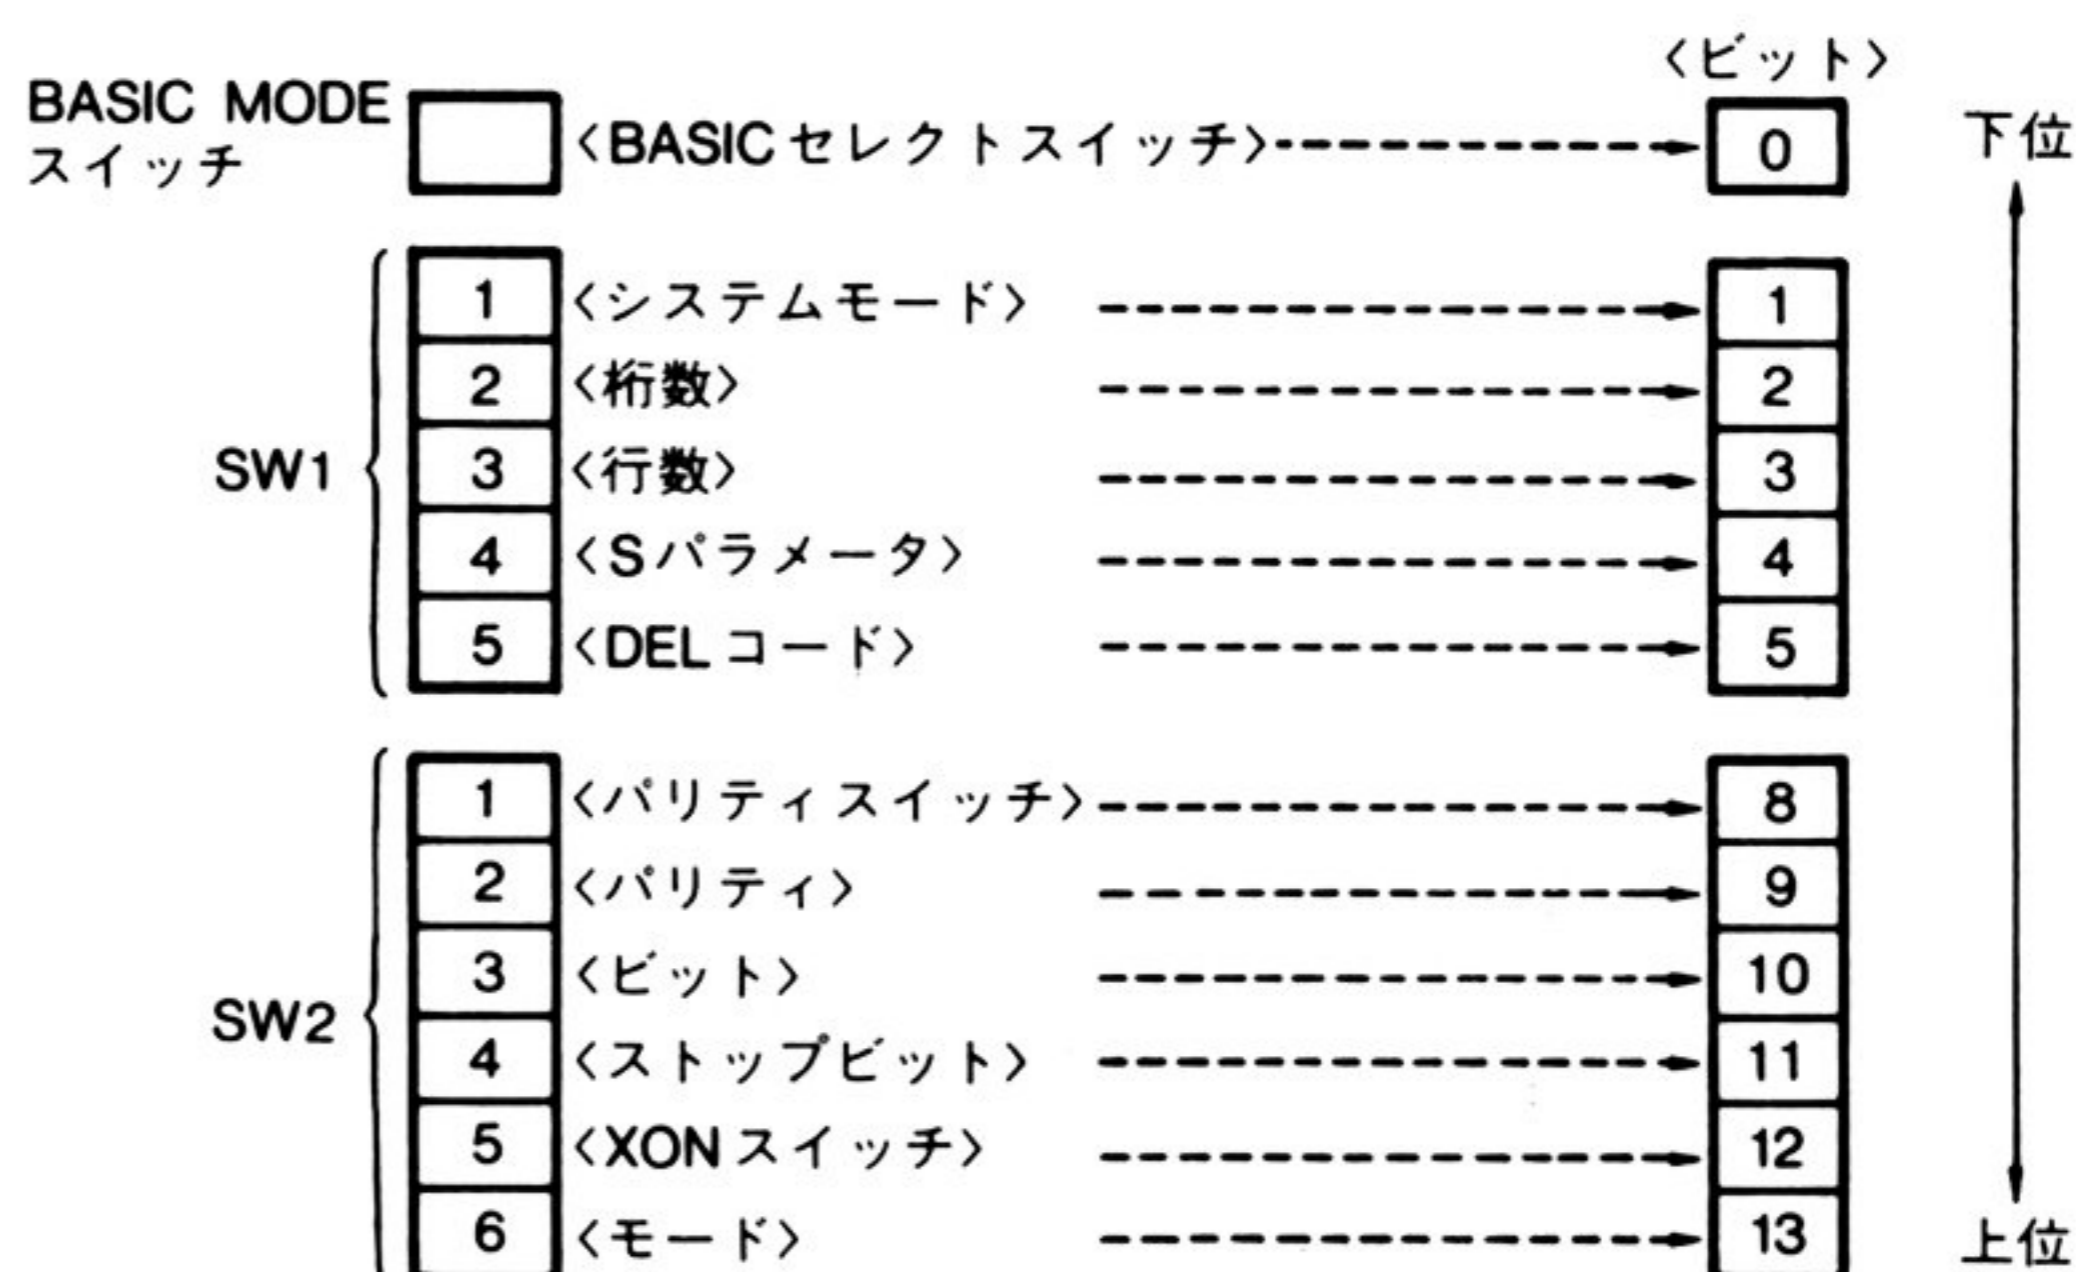 〈ビット〉
BASIC MODE
スイッチ
〈BASICセレクトスイッチ〉 0 下位
1 〈システムモード〉 1
2 〈桁数〉 2
SW1 3 〈行数〉 3
4 〈Sパラメータ〉 4
5 〈DELコード〉 5
1 〈パリティスイッチ〉 8
2 〈パリティ〉 9
3 〈ビット〉 10
SW2 4 〈ストップビット〉 11
5 〈XONスイッチ〉 12
6 〈モード〉 13 上位